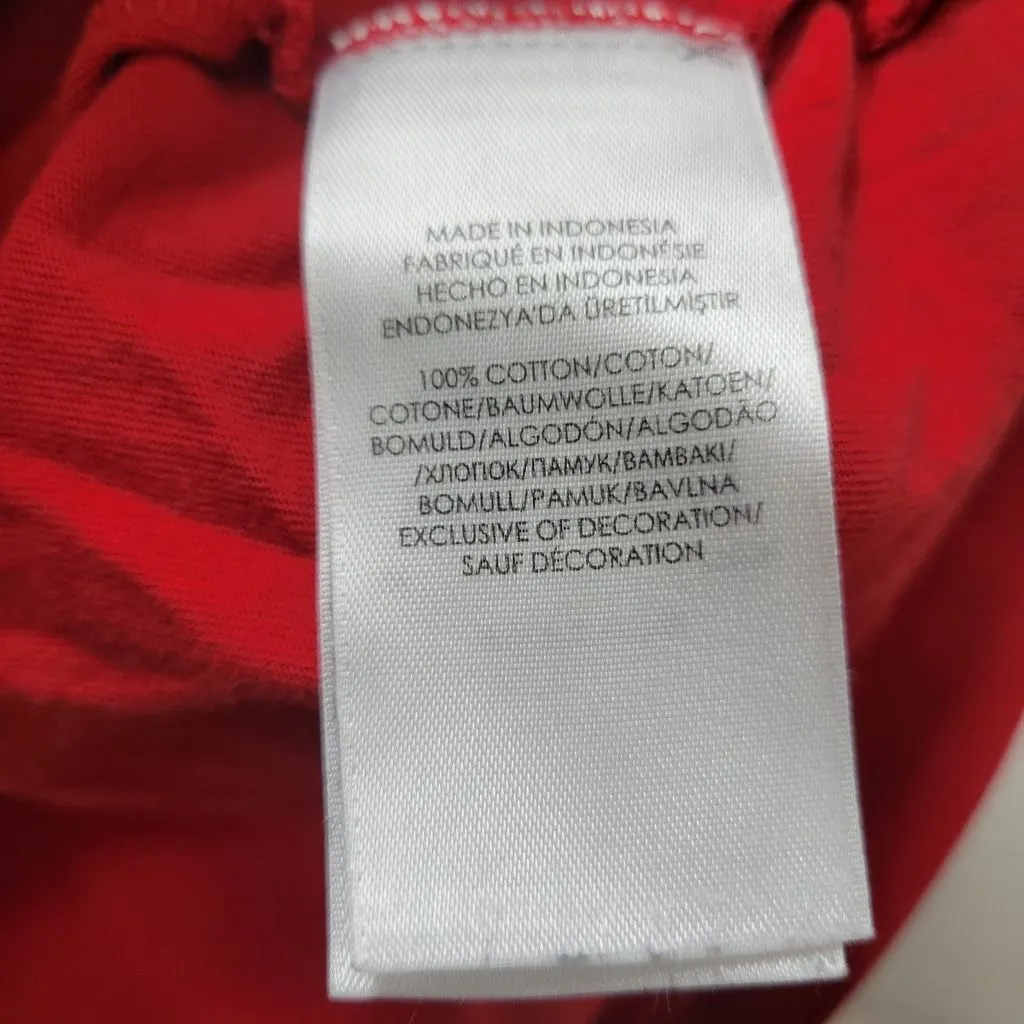 MADE IN INDONESIA
FABRIQUÉ EN INDONÉSIE
HECHO EN INDONESIA
ENDONEZYA'DA ÜRETİLMİŞTİR
100% COTTON/COTON/
COTONE/BAUMWOLLE/KATOEN/
BOMULD/ALGODÓN/ALGODÃO
/ХЛОПОК/ПАМУК/ΒΑΜΒΑΚΙ/
BOMULL/PAMUK/BAVLNA
EXCLUSIVE OF DECORATION/
SAUF DÉCORATION